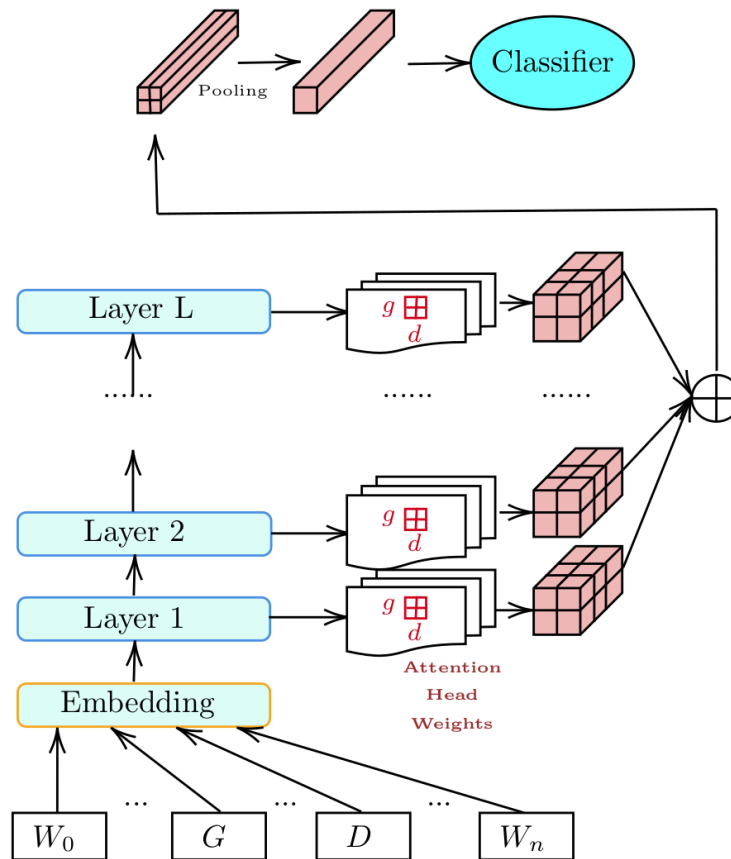 Classifier
Pooling
Layer L
g
d
......
......
......
Layer 2
g
d
Layer 1
g
d
Attention
Head
Weights
Embedding
...
...
...
W₀
G
D
Wₙ